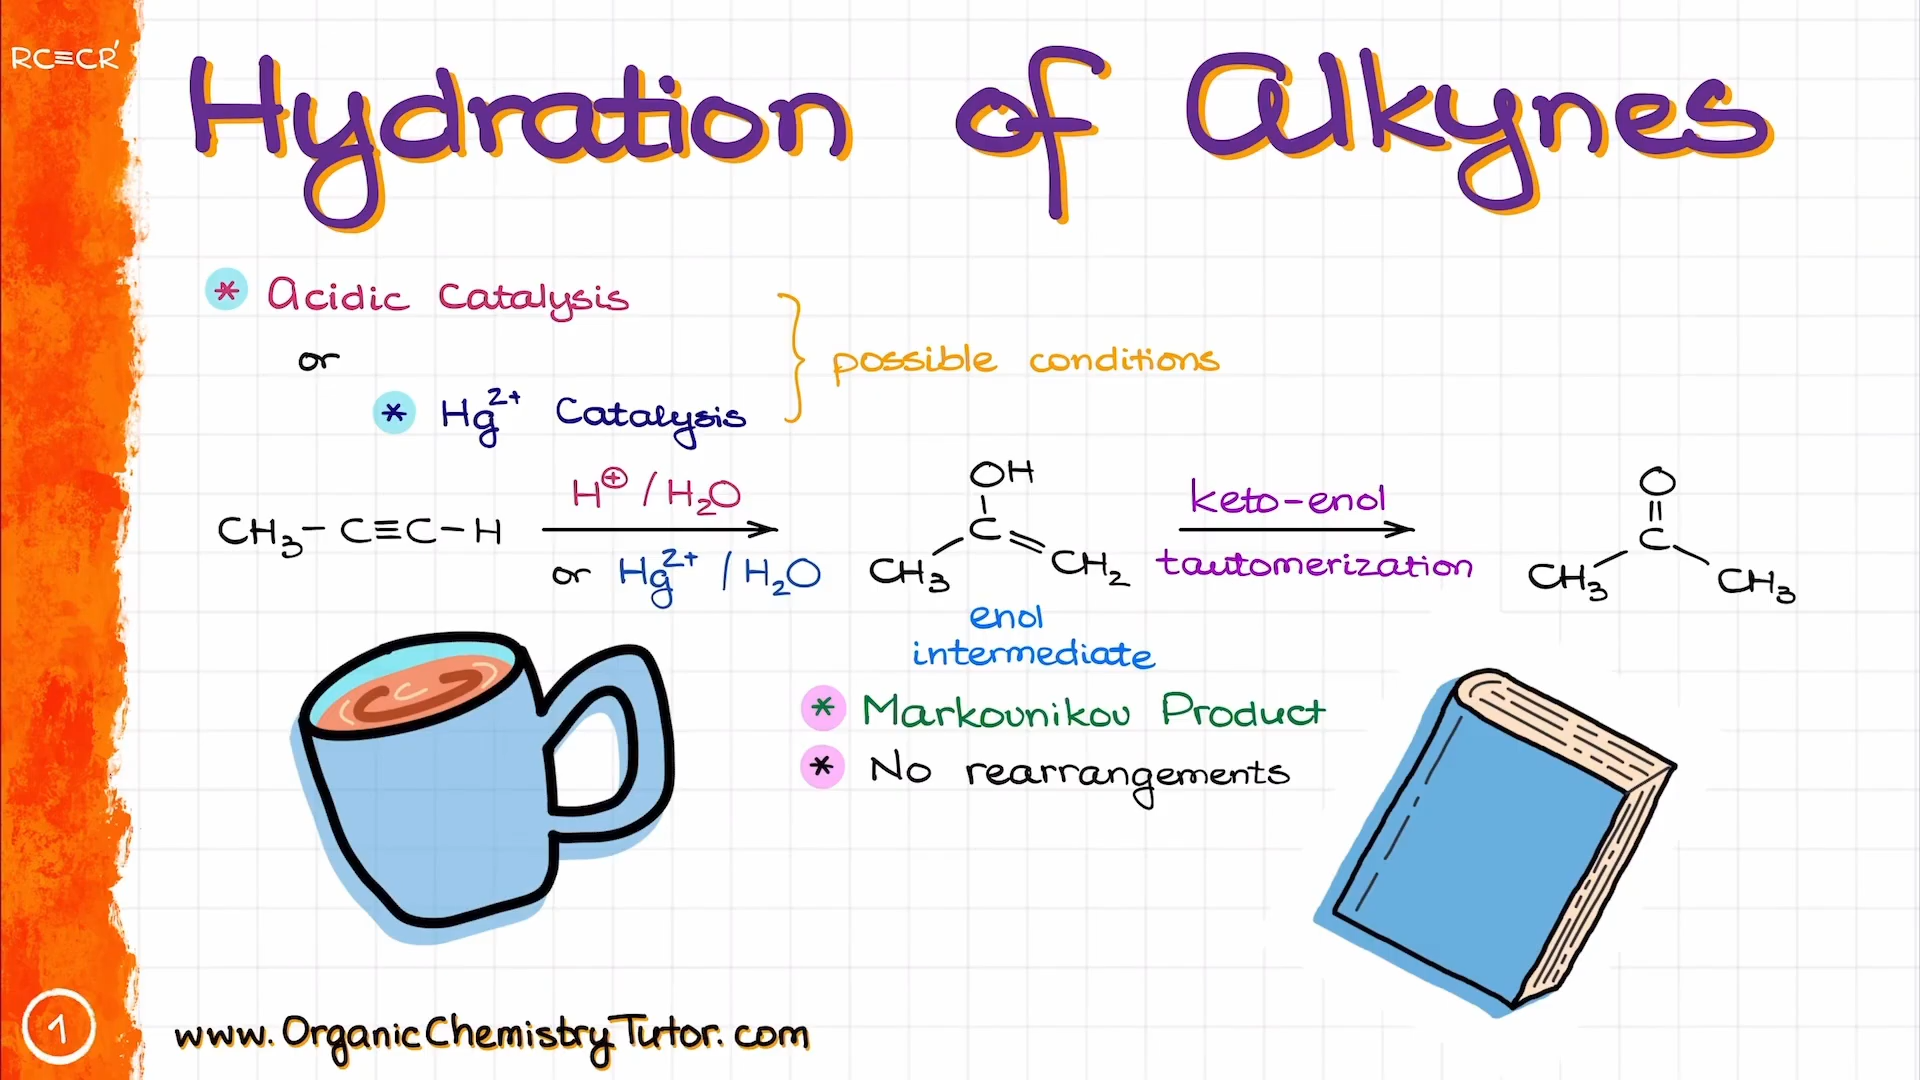 RC≡CR'
Hydration of Alkynes
* Acidic Catalysis
or
* Hg²⁺ Catalysis
possible conditions
CH₃–C≡C–H
H⊕ / H₂O
or Hg²⁺ / H₂O
OH
C
CH₃
CH₂
enol
intermediate
keto-enol
tautomerization
O
C
CH₃
CH₃
* Markovnikov Product
* No rearrangements
1
www.OrganicChemistryTutor.com